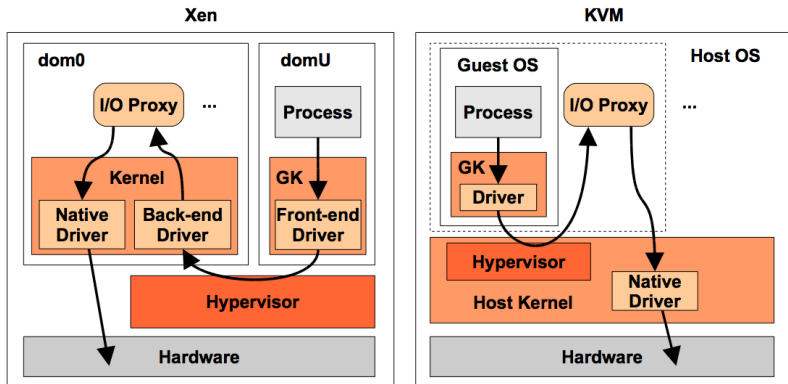 Xen
dom0
I/O Proxy
...
Kernel
Native
Driver
Back-end
Driver
domU
Process
GK
Front-end
Driver
Hypervisor
Hardware
KVM
Host OS
Guest OS
Process
GK
Driver
I/O Proxy
...
Hypervisor
Host Kernel
Native
Driver
Hardware